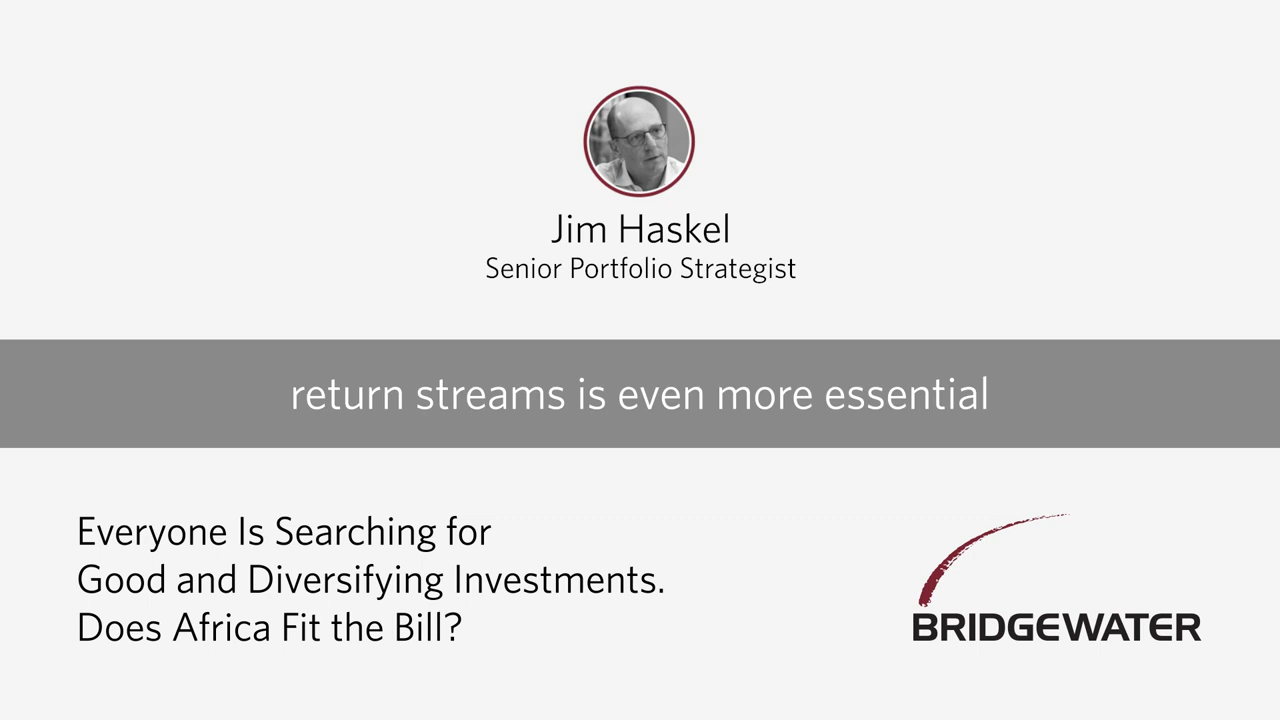 Jim Haskel
Senior Portfolio Strategist
return streams is even more essential
Everyone Is Searching for
Good and Diversifying Investments.
Does Africa Fit the Bill?
BRIDGEWATER